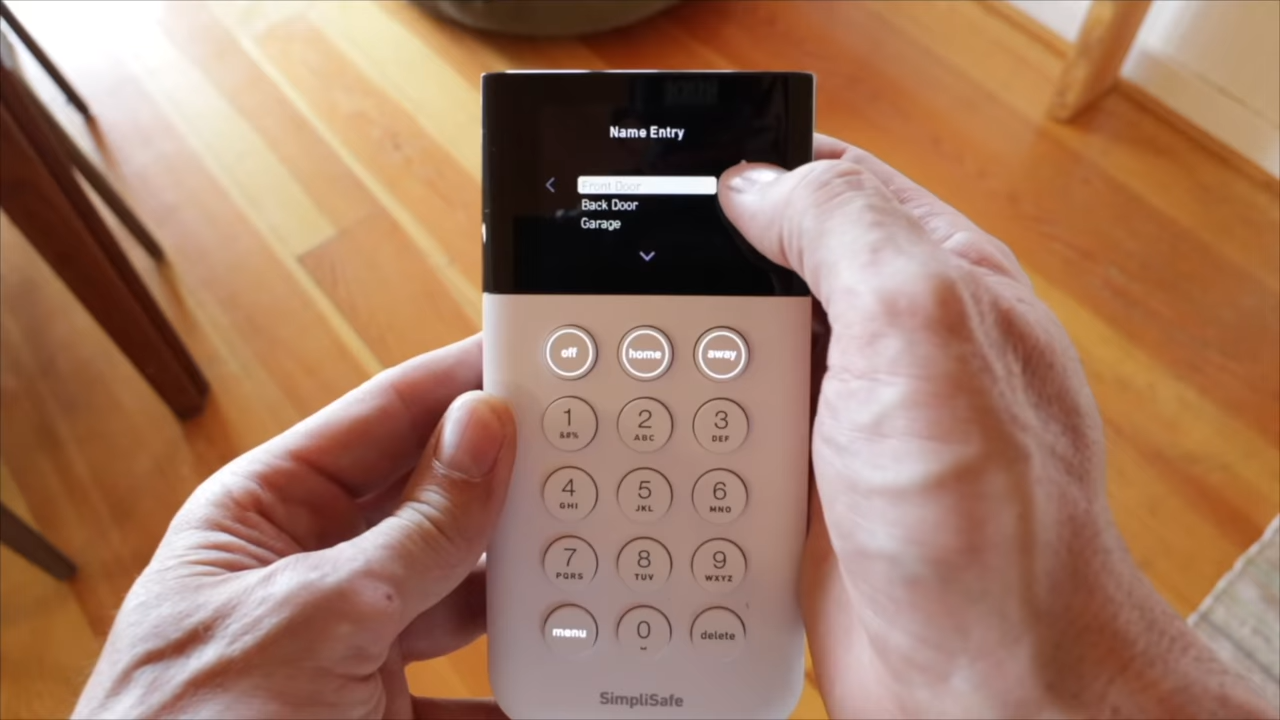 Name Entry
Front Door
Back Door
Garage
off
home
away
1
&#%
2
ABC
3
DEF
4
GHI
5
JKL
6
MNO
7
PQRS
8
TUV
9
WXYZ
menu
0
delete
SimpliSafe